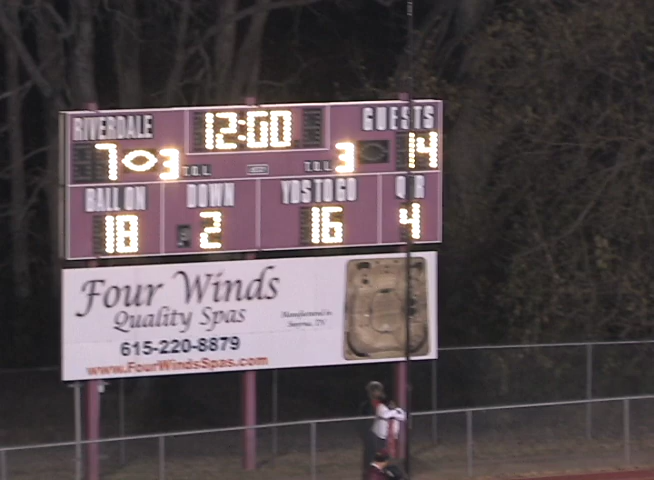 RIVERDALE 12:00 GUESTS
7 3 T.O.L. T.O.L. 3 14
BALL ON DOWN YDS TO GO QTR
18 2 16 4
Four Winds
Quality Spas
Manufactured in
Smyrna, TN
615-220-8879
www.FourWindsSpas.com